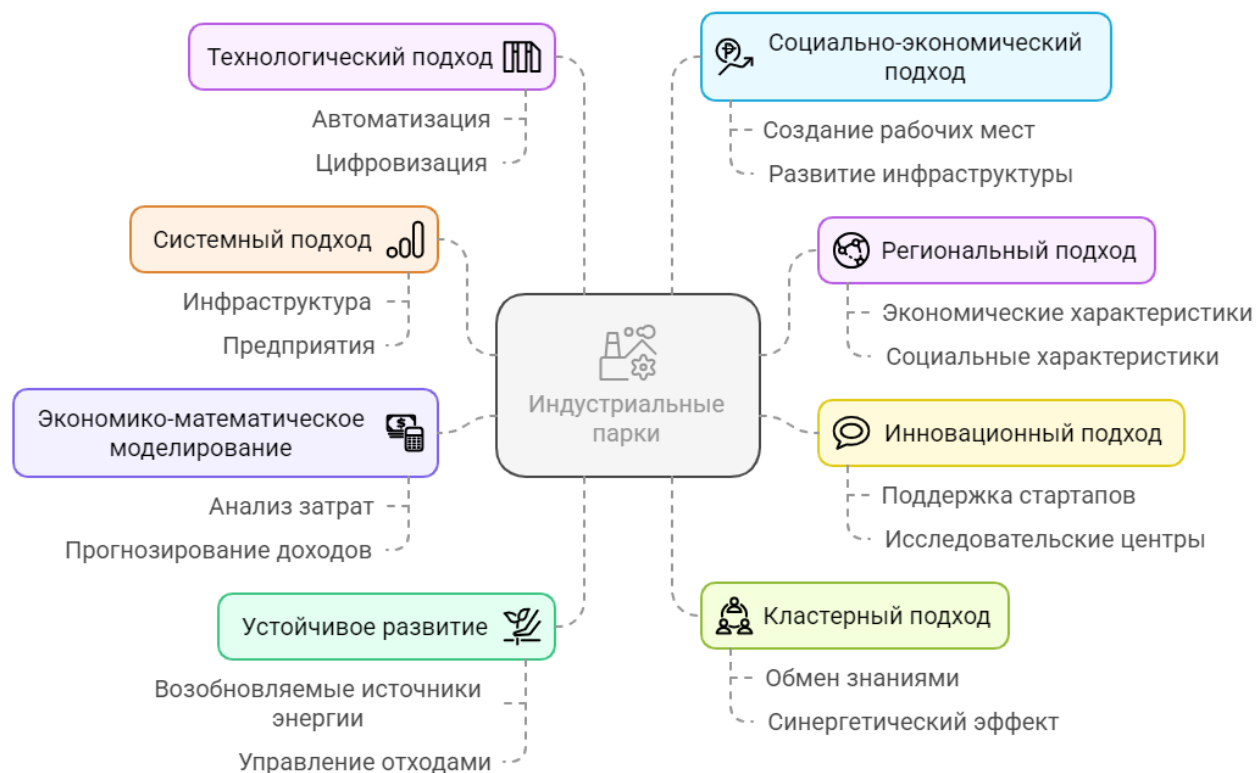 Технологический подход
Автоматизация
Цифровизация
Системный подход
Инфраструктура
Предприятия
Экономико-математическое
моделирование
Анализ затрат
Прогнозирование доходов
Устойчивое развитие
Возобновляемые источники
энергии
Управление отходами
Индустриальные
парки
Социально-экономический
подход
Создание рабочих мест
Развитие инфраструктуры
Региональный подход
Экономические характеристики
Социальные характеристики
Инновационный подход
Поддержка стартапов
Исследовательские центры
Кластерный подход
Обмен знаниями
Синергетический эффект